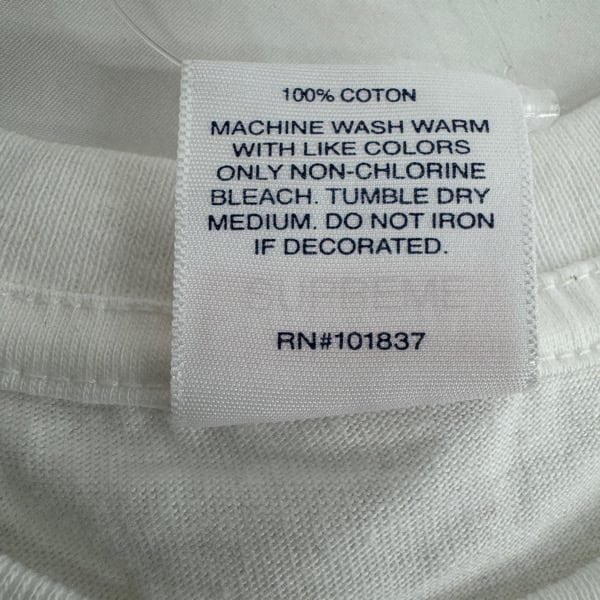 100% COTON
MACHINE WASH WARM
WITH LIKE COLORS
ONLY NON-CHLORINE
BLEACH. TUMBLE DRY
MEDIUM. DO NOT IRON
IF DECORATED.
SUPREME
RN#101837